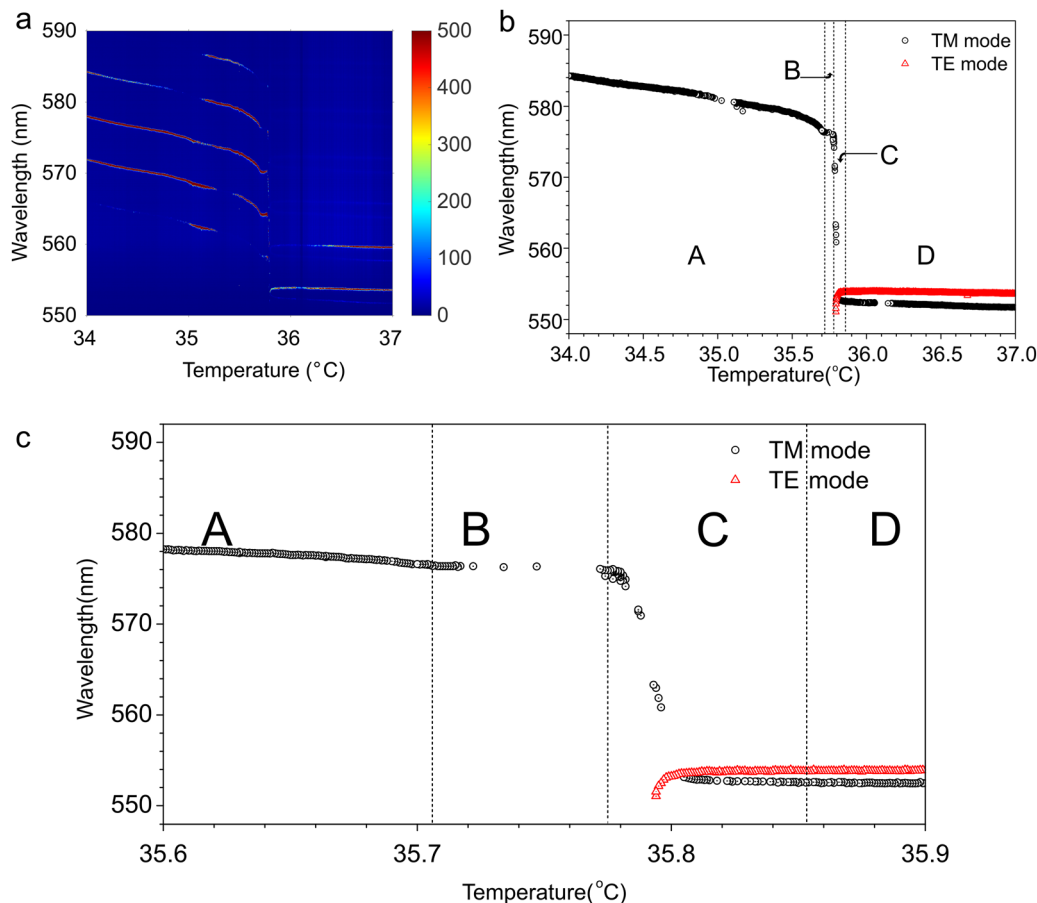 a
590
580
570
560
550
Wavelength (nm)
34
35
36
37
Temperature (°C)
500
400
300
200
100
0
b
590
580
570
560
550
Wavelength(nm)
TM mode
TE mode
B
C
A
D
34.0
34.5
35.0
35.5
36.0
36.5
37.0
Temperature(°C)
c
590
580
570
560
550
Wavelength(nm)
TM mode
TE mode
A
B
C
D
35.6
35.7
35.8
35.9
Temperature(°C)